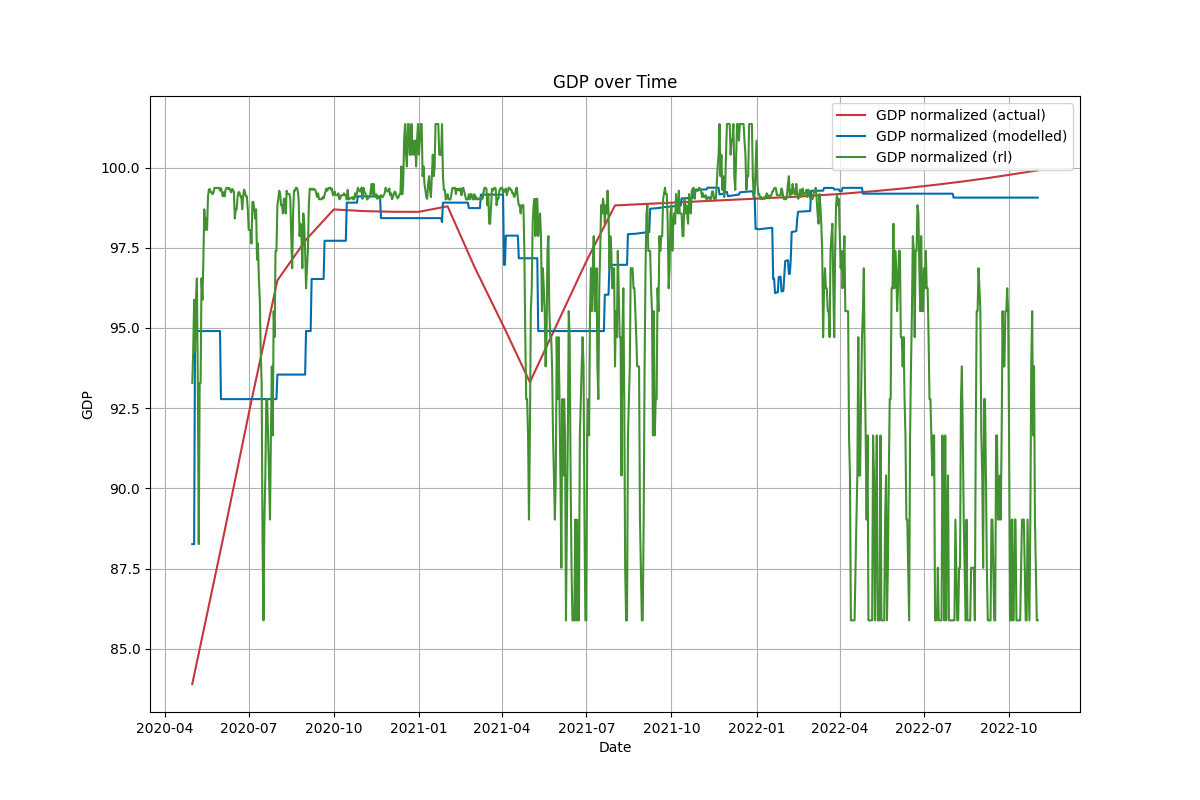 GDP over Time
GDP normalized (actual)
GDP normalized (modelled)
GDP normalized (rl)
GDP
100.0
97.5
95.0
92.5
90.0
87.5
85.0
2020-04 2020-07 2020-10 2021-01 2021-04 2021-07 2021-10 2022-01 2022-04 2022-07 2022-10
Date